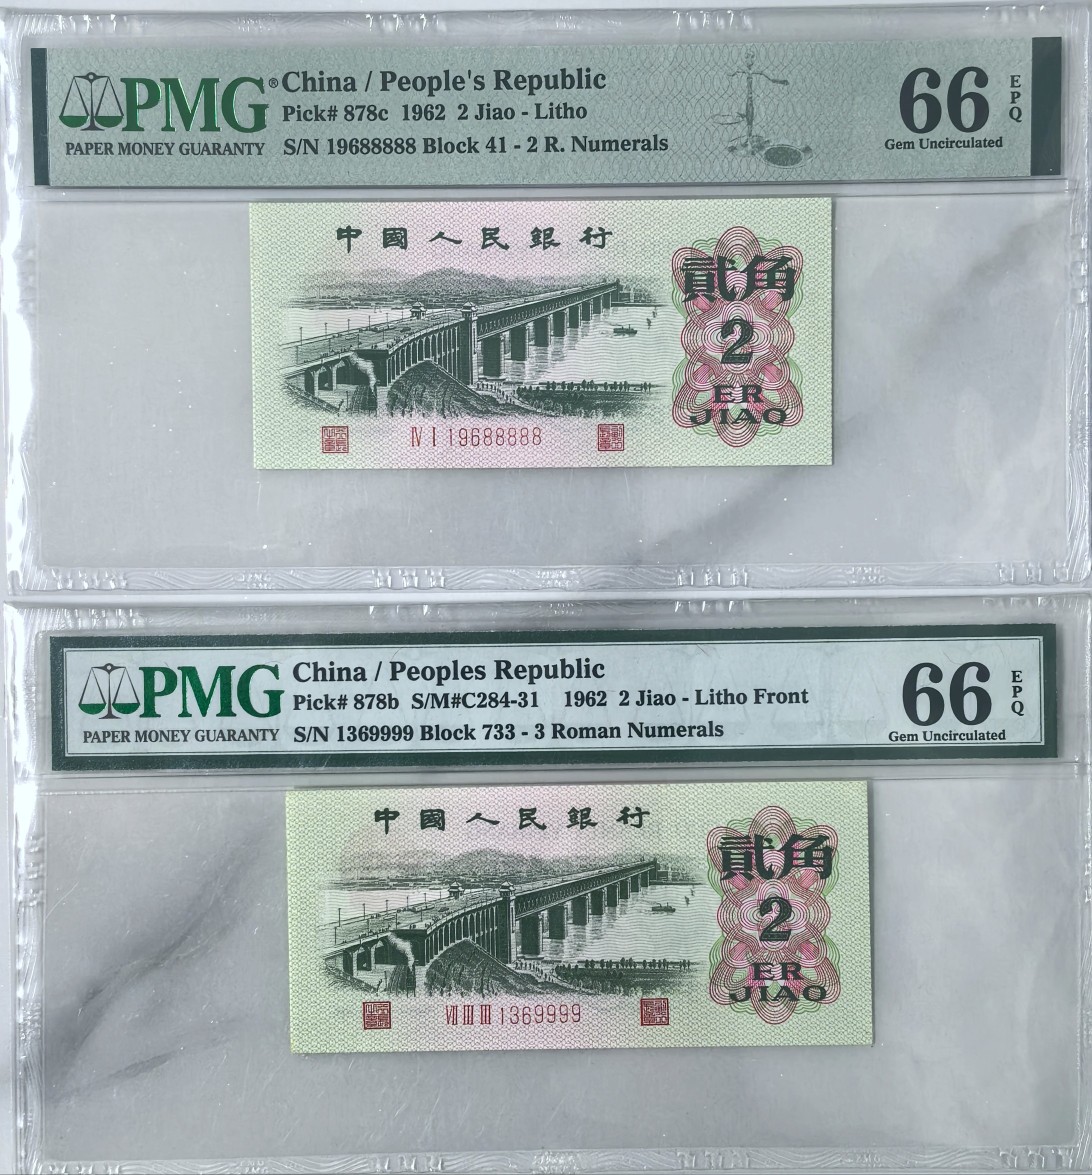 PMG® China / People's Republic
Pick# 878c 1962 2 Jiao - Litho
PAPER MONEY GUARANTY S/N 19688888 Block 41 - 2 R. Numerals
66 EPQ
Gem Uncirculated
中國人民銀行
貳角
2
ER
JIAO
IV I 19688888
PMG China / Peoples Republic
Pick# 878b S/M#C284-31 1962 2 Jiao - Litho Front
PAPER MONEY GUARANTY S/N 1369999 Block 733 - 3 Roman Numerals
66 EPQ
Gem Uncirculated
中國人民銀行
貳角
2
ER
JIAO
VII III III 1369999